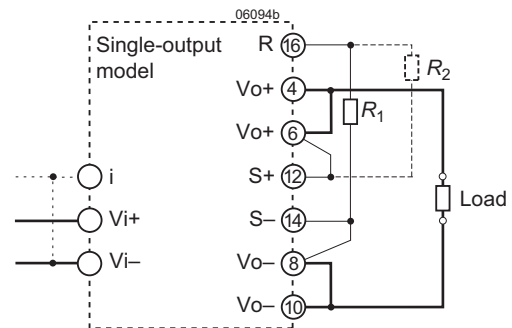 06094b
Single-output
model
R 16
Vo+ 4
R2
Vo+ 6
R1
i
S+ 12
Vi+
S– 14
Load
Vi–
Vo– 8
Vo– 10